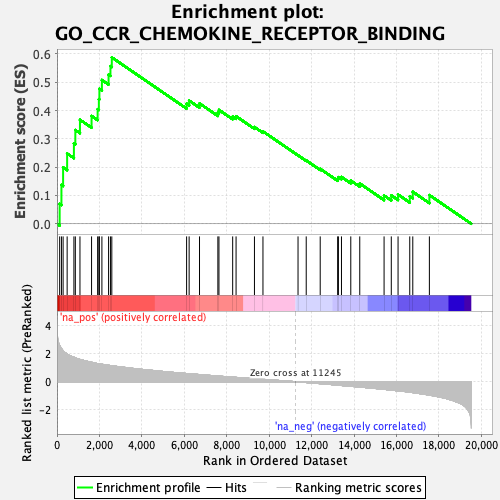 Enrichment plot:
GO_CCR_CHEMOKINE_RECEPTOR_BINDING
Enrichment score (ES)
0.6
0.5
0.4
0.3
0.2
0.1
0.0
'na_pos' (positively correlated)
Ranked list metric (PreRanked)
4
2
0
-2
Zero cross at 11245
'na_neg' (negatively correlated)
0
2,000
4,000
6,000
8,000
10,000
12,000
14,000
16,000
18,000
20,000
Rank in Ordered Dataset
Enrichment profile
Hits
Ranking metric scores